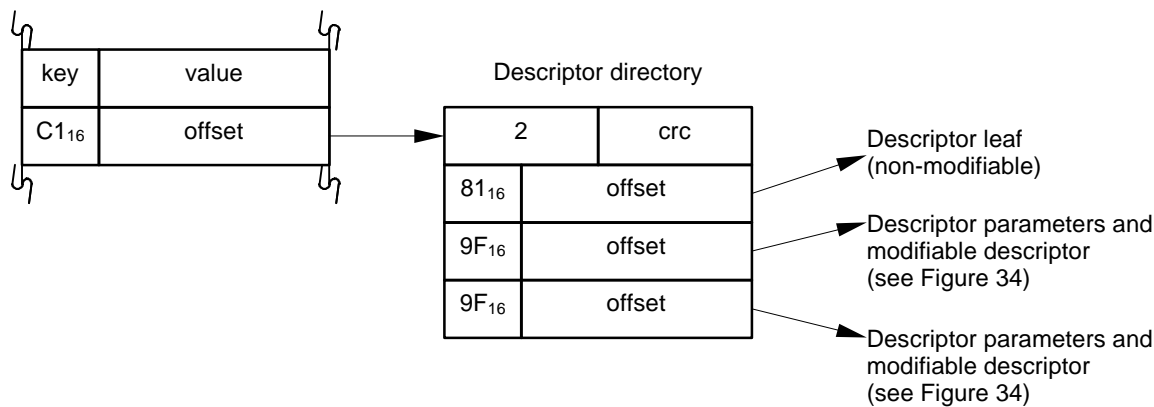 key value
C1₁₆ offset
Descriptor directory
2 crc
81₁₆ offset
9F₁₆ offset
9F₁₆ offset
Descriptor leaf
(non-modifiable)
Descriptor parameters and
modifiable descriptor
(see Figure 34)
Descriptor parameters and
modifiable descriptor
(see Figure 34)